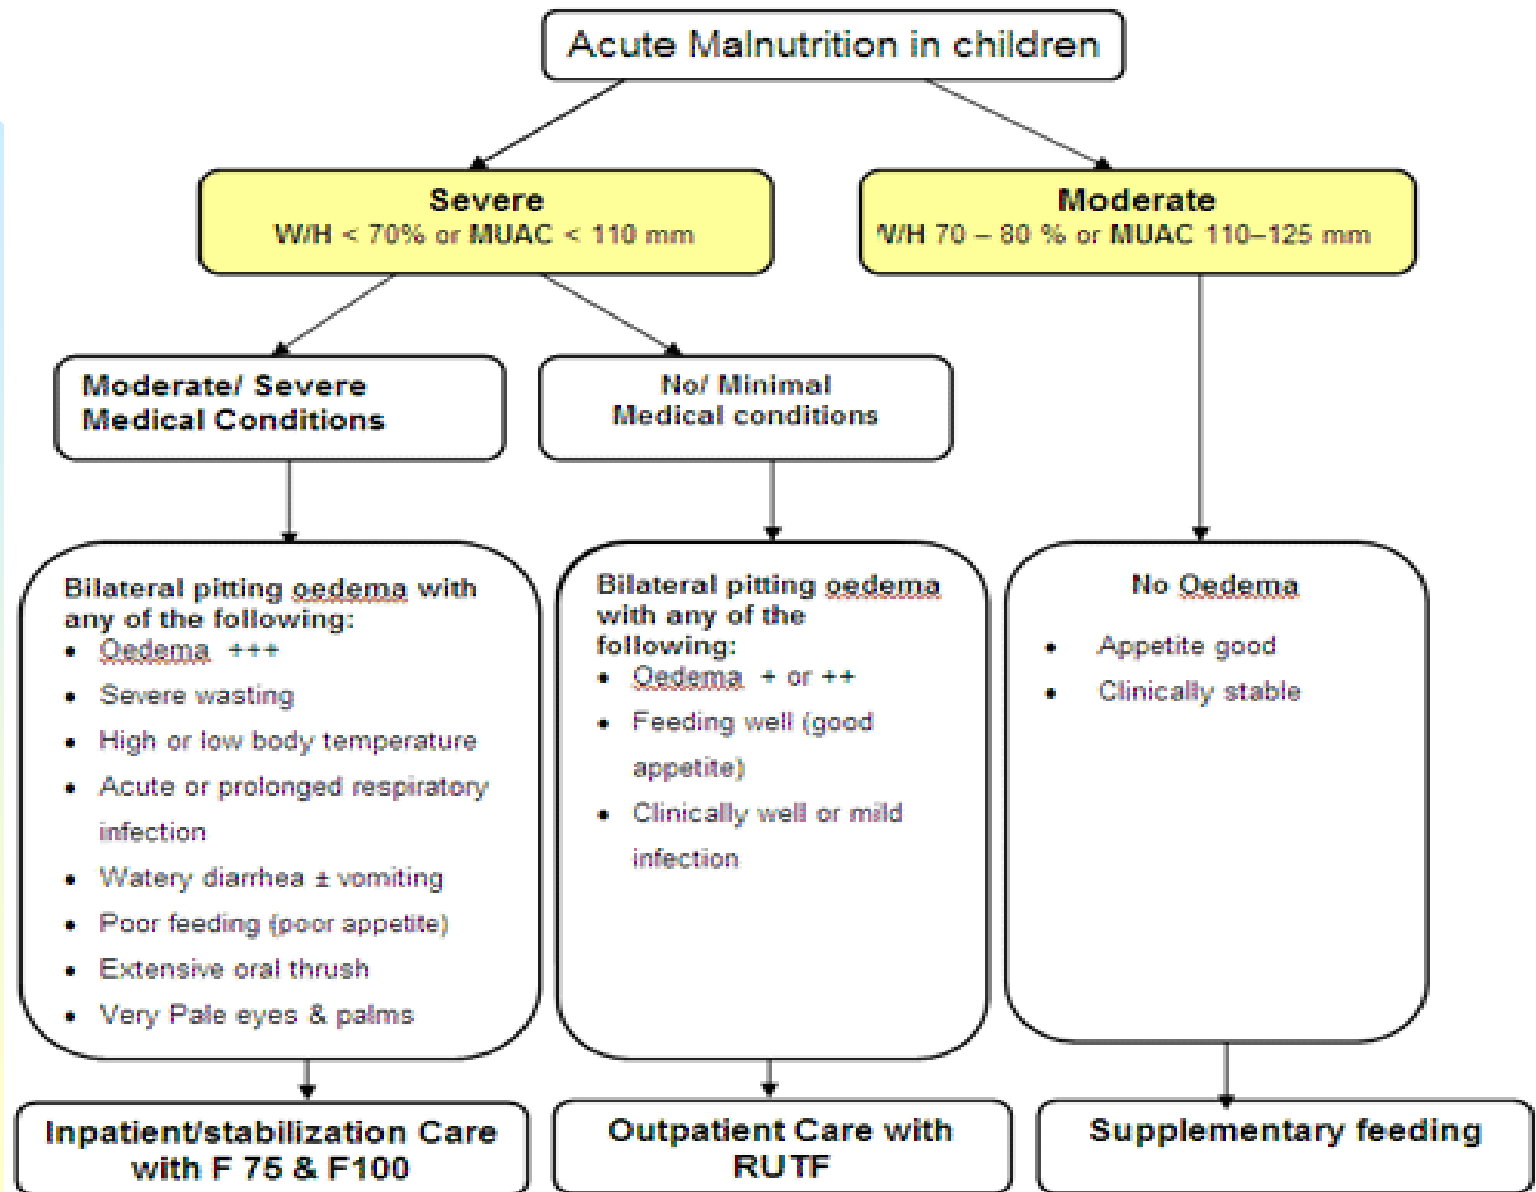 Acute Malnutrition in children
Severe
W/H < 70% or MUAC < 110 mm
Moderate
W/H 70 – 80 % or MUAC 110–125 mm
Moderate/ Severe
Medical Conditions
No/ Minimal
Medical conditions
Bilateral pitting oedema with
any of the following:
• Oedema +++
• Severe wasting
• High or low body temperature
• Acute or prolonged respiratory
infection
• Watery diarrhea ± vomiting
• Poor feeding (poor appetite)
• Extensive oral thrush
• Very Pale eyes & palms
Bilateral pitting oedema
with any of the
following:
• Oedema + or ++
• Feeding well (good
appetite)
• Clinically well or mild
infection
No Oedema
• Appetite good
• Clinically stable
Inpatient/stabilization Care
with F 75 & F100
Outpatient Care with
RUTF
Supplementary feeding